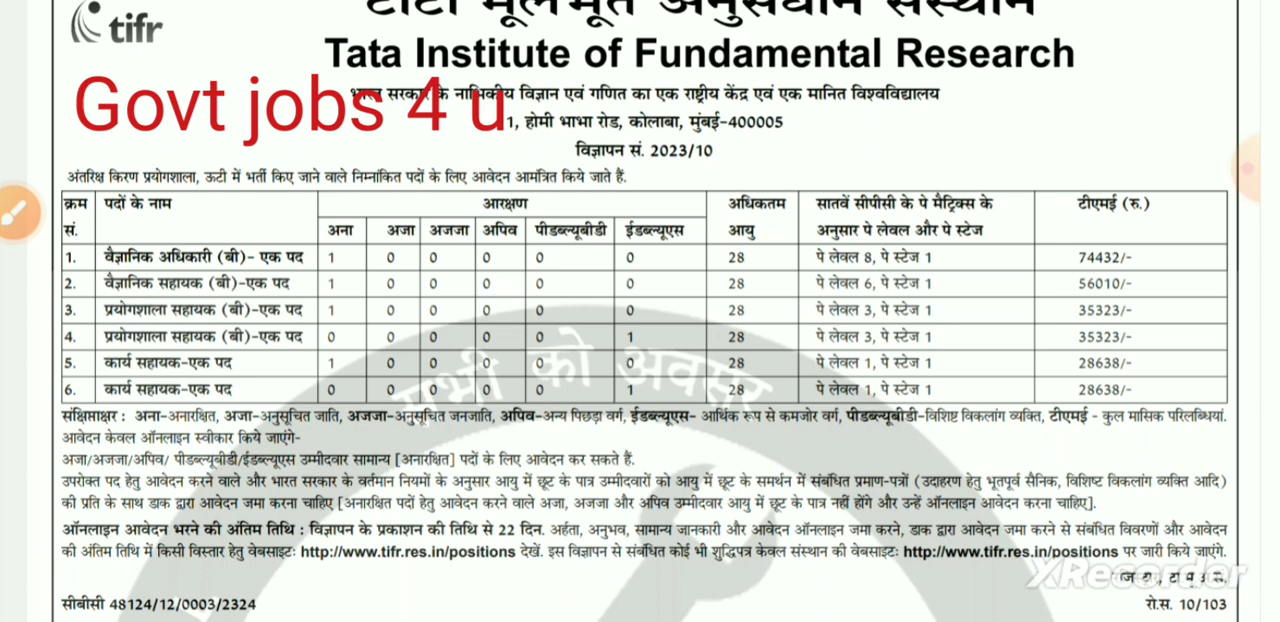 tifr
टाटा मूलभूत अनुसंधान संस्थान
Tata Institute of Fundamental Research
Govt jobs 4 u
भारत सरकार के नाभिकीय विज्ञान एवं गणित का एक राष्ट्रीय केंद्र एवं एक मानित विश्वविद्यालय
1, होमी भाभा रोड, कोलाबा, मुंबई-400005
विज्ञापन सं. 2023/10
अंतरिक्ष किरण प्रयोगशाला, ऊटी में भर्ती किए जाने वाले निम्नांकित पदों के लिए आवेदन आमंत्रित किये जाते हैं.
क्रम पदों के नाम आरक्षण अधिकतम सातवें सीपीसी के पे मैट्रिक्स के टीएमई (रु.)
सं. अना अजा अजजा अपिव पीडब्ल्यूबीडी ईडब्ल्यूएस आयु अनुसार पे लेवल और पे स्टेज
1. वैज्ञानिक अधिकारी (बी)- एक पद 1 0 0 0 0 0 28 पे लेवल 8, पे स्टेज 1 74432/-
2. वैज्ञानिक सहायक (बी)-एक पद 1 0 0 0 0 0 28 पे लेवल 6, पे स्टेज 1 56010/-
3. प्रयोगशाला सहायक (बी)-एक पद 1 0 0 0 0 0 28 पे लेवल 3, पे स्टेज 1 35323/-
4. प्रयोगशाला सहायक (बी)-एक पद 0 0 0 0 0 1 28 पे लेवल 3, पे स्टेज 1 35323/-
5. कार्य सहायक-एक पद 1 0 0 0 0 0 28 पे लेवल 1, पे स्टेज 1 28638/-
6. कार्य सहायक-एक पद 0 0 0 0 0 1 28 पे लेवल 1, पे स्टेज 1 28638/-
सभी को अवसर
संक्षिप्ताक्षर : अना-अनारक्षित, अजा-अनुसूचित जाति, अजजा-अनुसूचित जनजाति, अपिव-अन्य पिछड़ा वर्ग, ईडब्ल्यूएस- आर्थिक रूप से कमजोर वर्ग, पीडब्ल्यूबीडी-विशिष्ट विकलांग व्यक्ति, टीएमई - कुल मासिक परिलब्धियां.
आवेदन केवल ऑनलाइन स्वीकार किये जाएंगे-
अजा/अजजा/अपिव/ पीडब्ल्यूबीडी/ईडब्ल्यूएस उम्मीदवार सामान्य [अनारक्षित] पदों के लिए आवेदन कर सकते हैं.
उपरोक्त पद हेतु आवेदन करने वाले और भारत सरकार के वर्तमान नियमों के अनुसार आयु में छूट के पात्र उम्मीदवारों को आयु में छूट के समर्थन में संबंधित प्रमाण-पत्रों (उदाहरण हेतु भूतपूर्व सैनिक, विशिष्ट विकलांग व्यक्ति आदि)
की प्रति के साथ डाक द्वारा आवेदन जमा करना चाहिए [अनारक्षित पदों हेतु आवेदन करने वाले अजा, अजजा और अपिव उम्मीदवार आयु में छूट के पात्र नहीं होंगे और उन्हें ऑनलाइन आवेदन करना चाहिए].
ऑनलाइन आवेदन भरने की अंतिम तिथि : विज्ञापन के प्रकाशन की तिथि से 22 दिन. अर्हता, अनुभव, सामान्य जानकारी और आवेदन ऑनलाइन जमा करने, डाक द्वारा आवेदन जमा करने से संबंधित विवरणों और आवेदन
की अंतिम तिथि में किसी विस्तार हेतु वेबसाइटः http://www.tifr.res.in/positions देखें. इस विज्ञापन से संबंधित कोई भी शुद्धिपत्र केवल संस्थान की वेबसाइटः http://www.tifr.res.in/positions पर जारी किये जाएंगे.
XRecorder
सीबीसी 48124/12/0003/2324 रो.स. 10/103